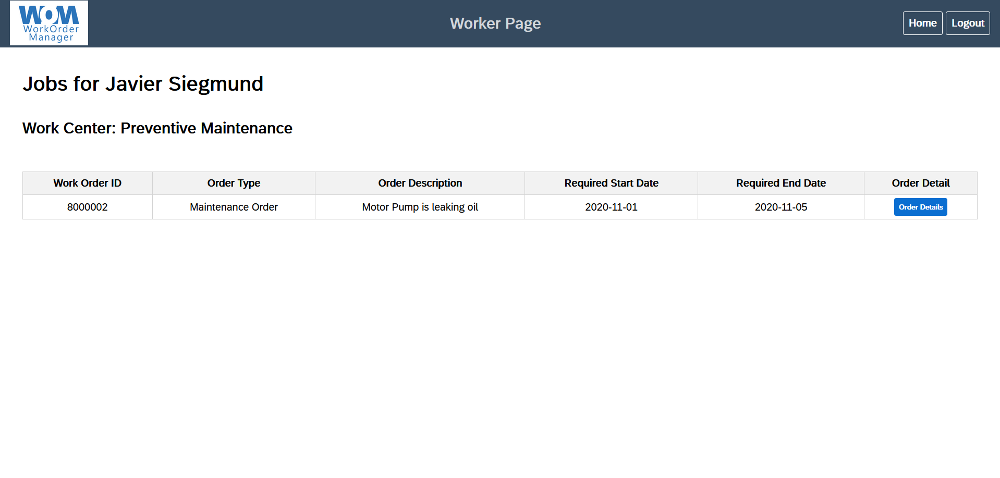 WOM
WorkOrder
Manager
Worker Page
Home Logout
Jobs for Javier Siegmund
Work Center: Preventive Maintenance
Work Order ID Order Type Order Description Required Start Date Required End Date Order Detail
8000002 Maintenance Order Motor Pump is leaking oil 2020-11-01 2020-11-05 Order Details